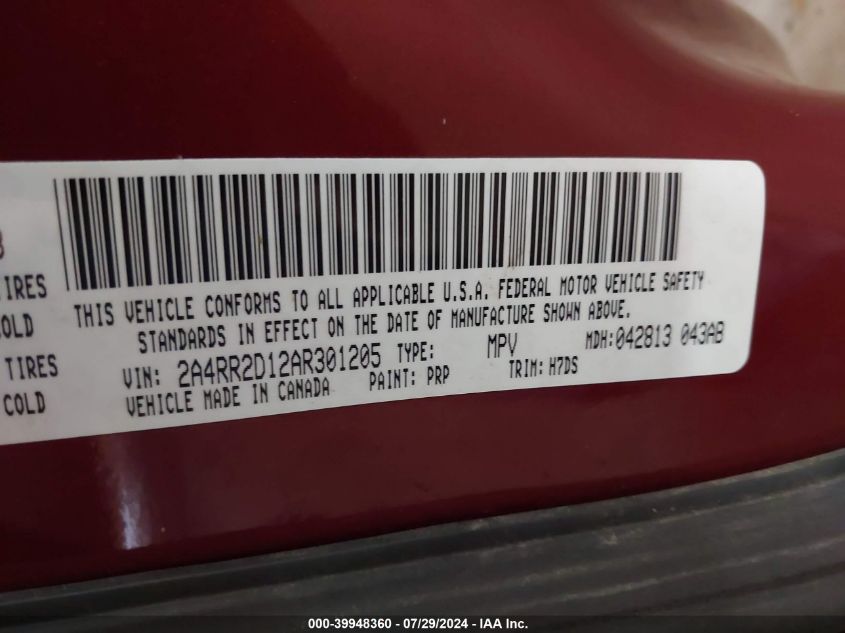 THIS VEHICLE CONFORMS TO ALL APPLICABLE U.S.A. FEDERAL MOTOR VEHICLE SAFETY
STANDARDS IN EFFECT ON THE DATE OF MANUFACTURE SHOWN ABOVE.
VIN: 2A4RR2D12AR301205 TYPE: MPV MDH:042813 043AB
VEHICLE MADE IN CANADA PAINT: PRP TRIM: H7DS
TIRES
COLD
000-39948360 - 07/29/2024 - IAA Inc.